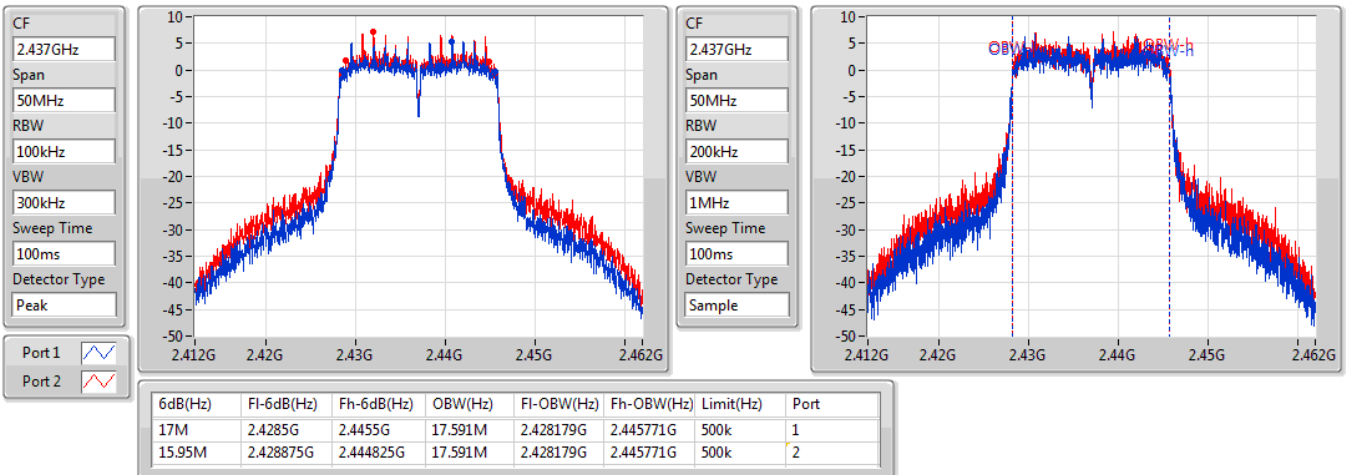 CF
2.437GHz
Span
50MHz
RBW
100kHz
VBW
300kHz
Sweep Time
100ms
Detector Type
Peak
10
5
0
-5
-10
-15
-20
-25
-30
-35
-40
-45
-50
2.412G 2.42G 2.43G 2.44G 2.45G 2.462G
CF
2.437GHz
Span
50MHz
RBW
200kHz
VBW
1MHz
Sweep Time
100ms
Detector Type
Sample
10
5
0
-5
-10
-15
-20
-25
-30
-35
-40
-45
-50
2.412G 2.42G 2.43G 2.44G 2.45G 2.462G
Port 1
Port 2
6dB(Hz) Fl-6dB(Hz) Fh-6dB(Hz) OBW(Hz) Fl-OBW(Hz) Fh-OBW(Hz) Limit(Hz) Port
17M 2.4285G 2.4455G 17.591M 2.428179G 2.445771G 500k 1
15.95M 2.428875G 2.444825G 17.591M 2.428179G 2.445771G 500k 2